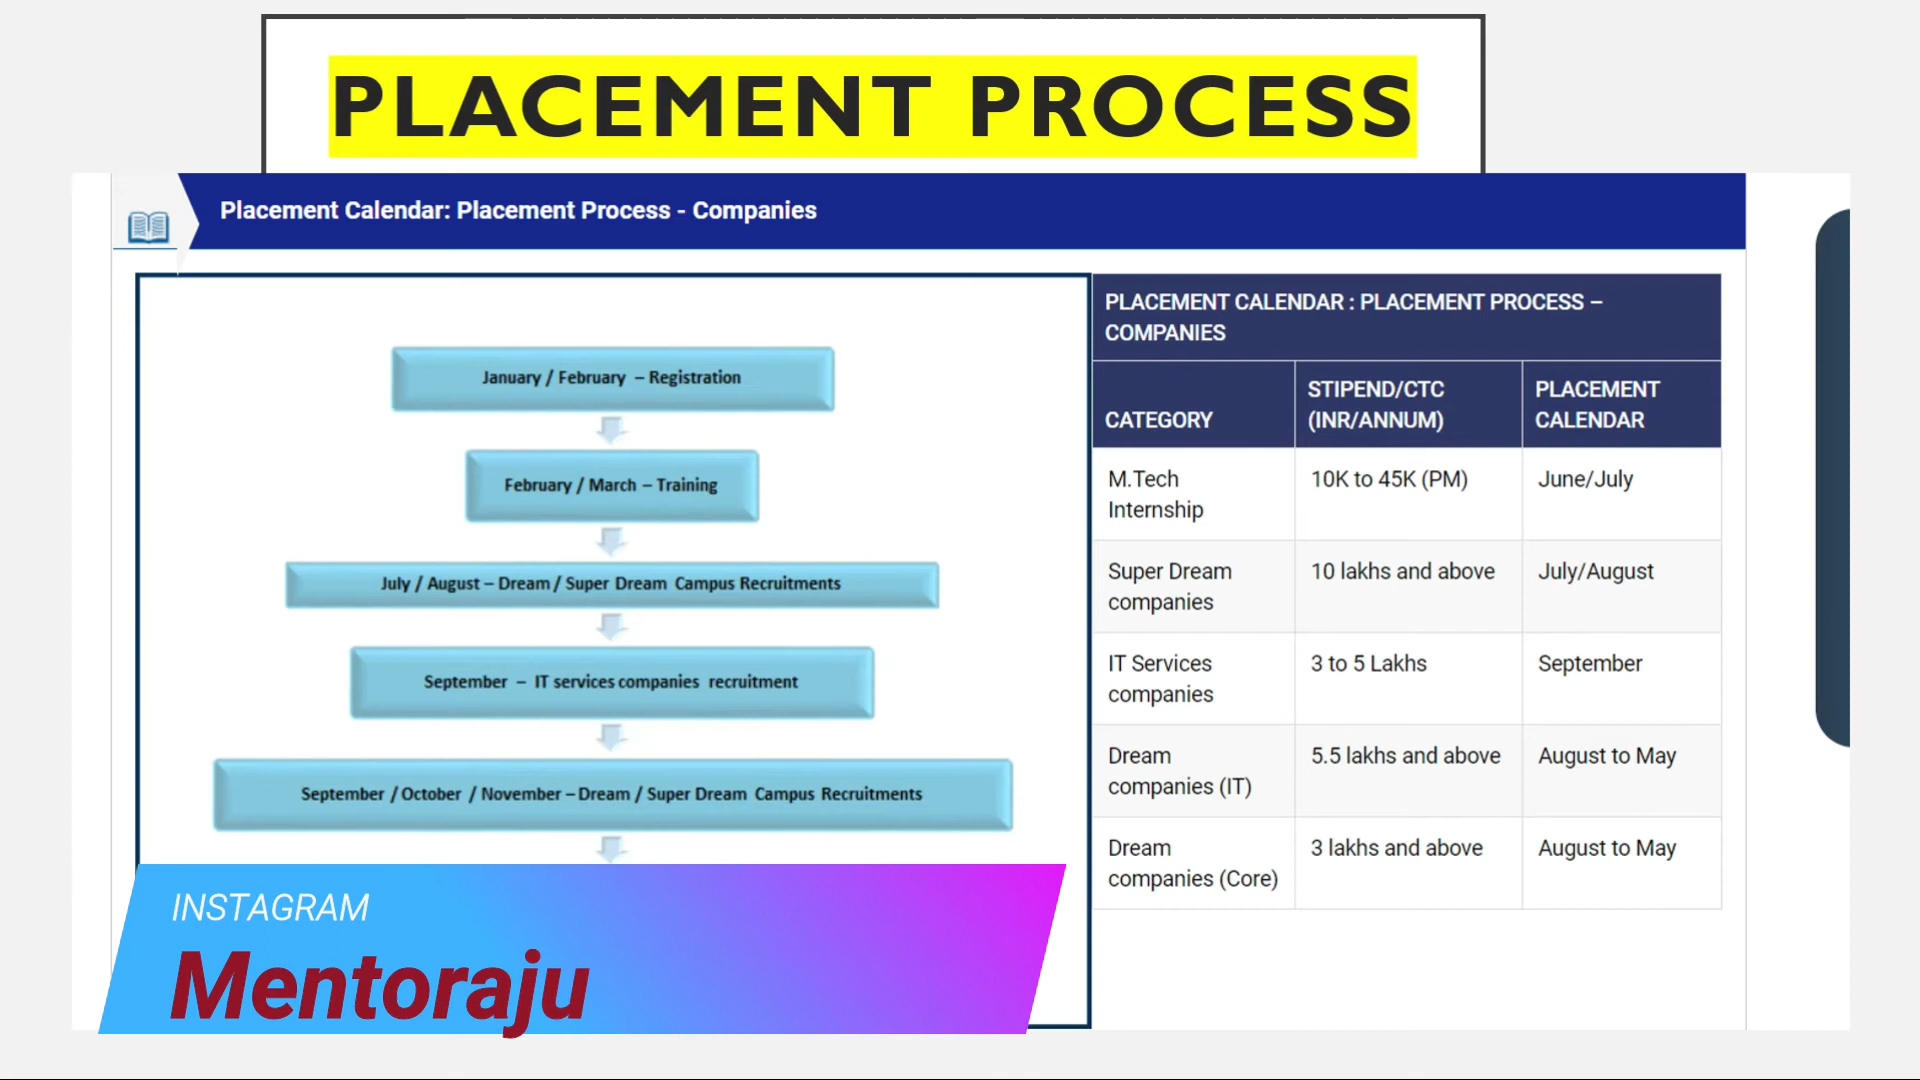 PLACEMENT PROCESS
Placement Calendar: Placement Process - Companies
January / February – Registration
February / March – Training
July / August – Dream / Super Dream Campus Recruitments
September – IT services companies recruitment
September / October / November – Dream / Super Dream Campus Recruitments
PLACEMENT CALENDAR : PLACEMENT PROCESS –
COMPANIES
CATEGORY
STIPEND/CTC
(INR/ANNUM)
PLACEMENT
CALENDAR
M.Tech
Internship
10K to 45K (PM)
June/July
Super Dream
companies
10 lakhs and above
July/August
IT Services
companies
3 to 5 Lakhs
September
Dream
companies (IT)
5.5 lakhs and above
August to May
Dream
companies (Core)
3 lakhs and above
August to May
INSTAGRAM
Mentoraju